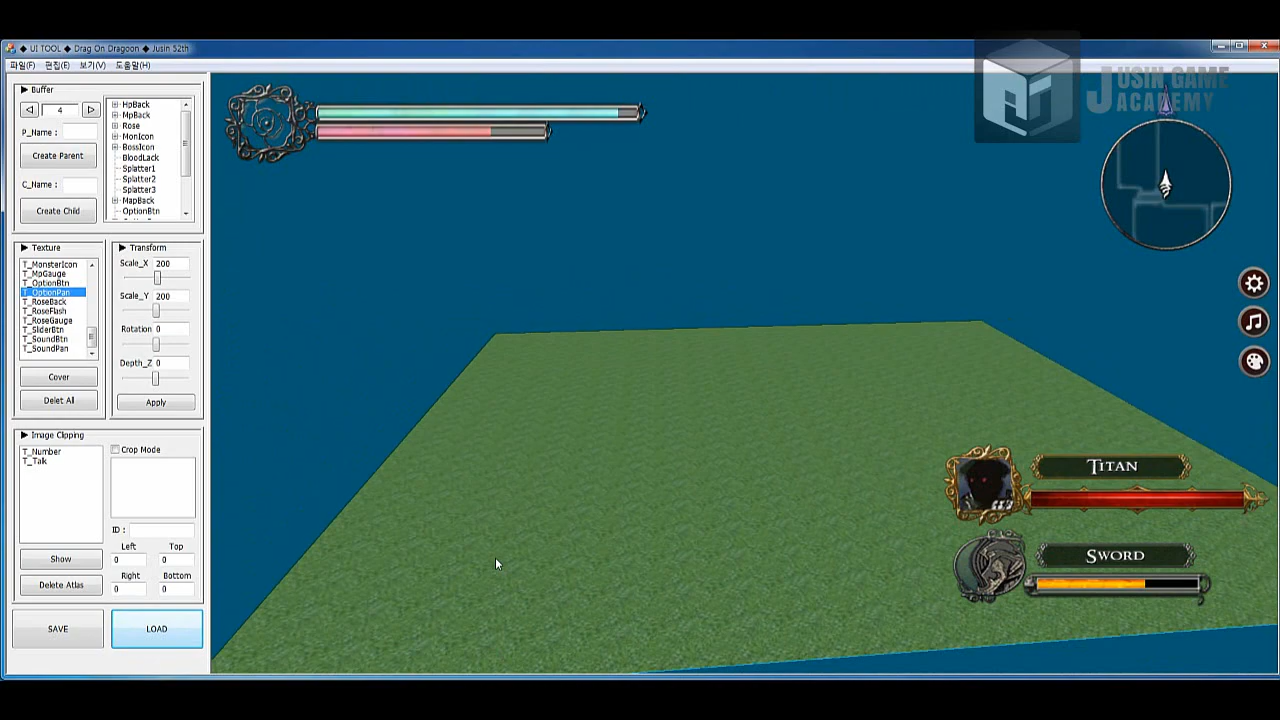 ◆ UI TOOL ◆ Drag On Dragoon ◆ Jusin 52th
파일(F) 편집(E) 보기(V) 도움말(H)
JUSIN GAME
ACADEMY
▶ Buffer
4
P_Name :
Create Parent
C_Name :
Create Child
HpBack
MpBack
Rose
MonIcon
BossIcon
BloodLack
Splatter1
Splatter2
Splatter3
MapBack
OptionBtn
▶ Texture
T_MonsterIcon
T_MpGauge
T_OptionBtn
T_OptionPan
T_RoseBack
T_RoseFlash
T_RoseGauge
T_SliderBtn
T_SoundBtn
T_SoundPan
Cover
Delet All
▶ Transform
Scale_X 200
Scale_Y 200
Rotation 0
Depth_Z 0
Apply
▶ Image Clipping
T_Number
T_Talk
Show
Delete Atlas
Crop Mode
ID :
Left Top
0 0
Right Bottom
0 0
SAVE LOAD
TITAN
SWORD